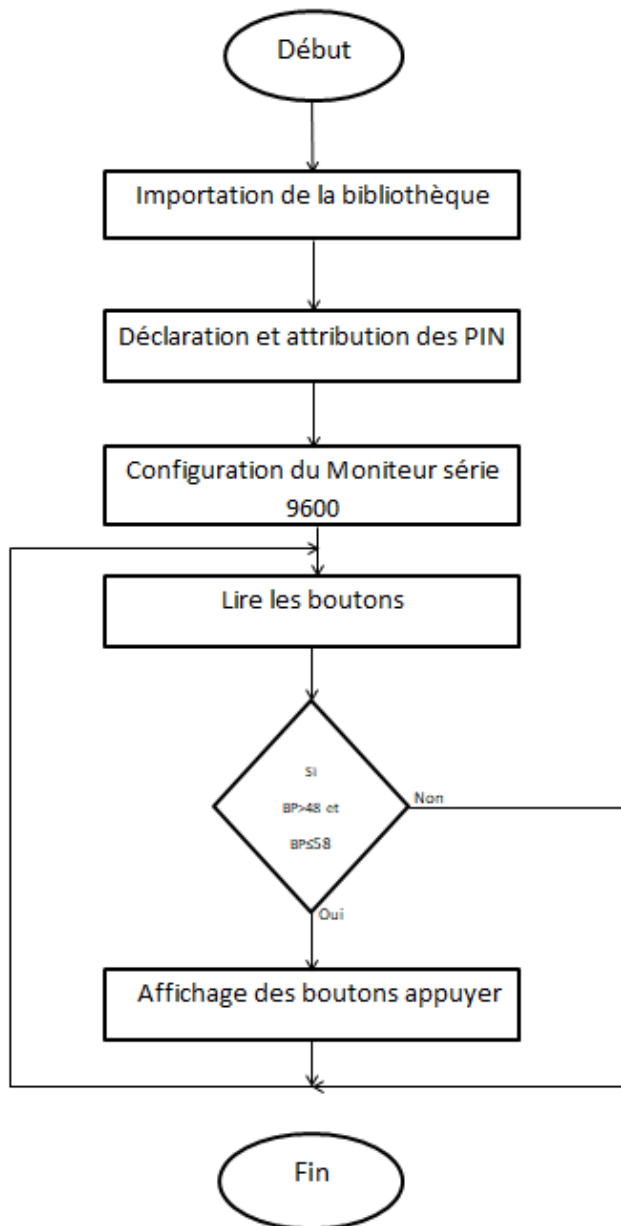 Début
Importation de la bibliothèque
Déclaration et attribution des PIN
Configuration du Moniteur série
9600
Lire les boutons
Si
BP>48 et
BP≤58
Non
Oui
Affichage des boutons appuyer
Fin